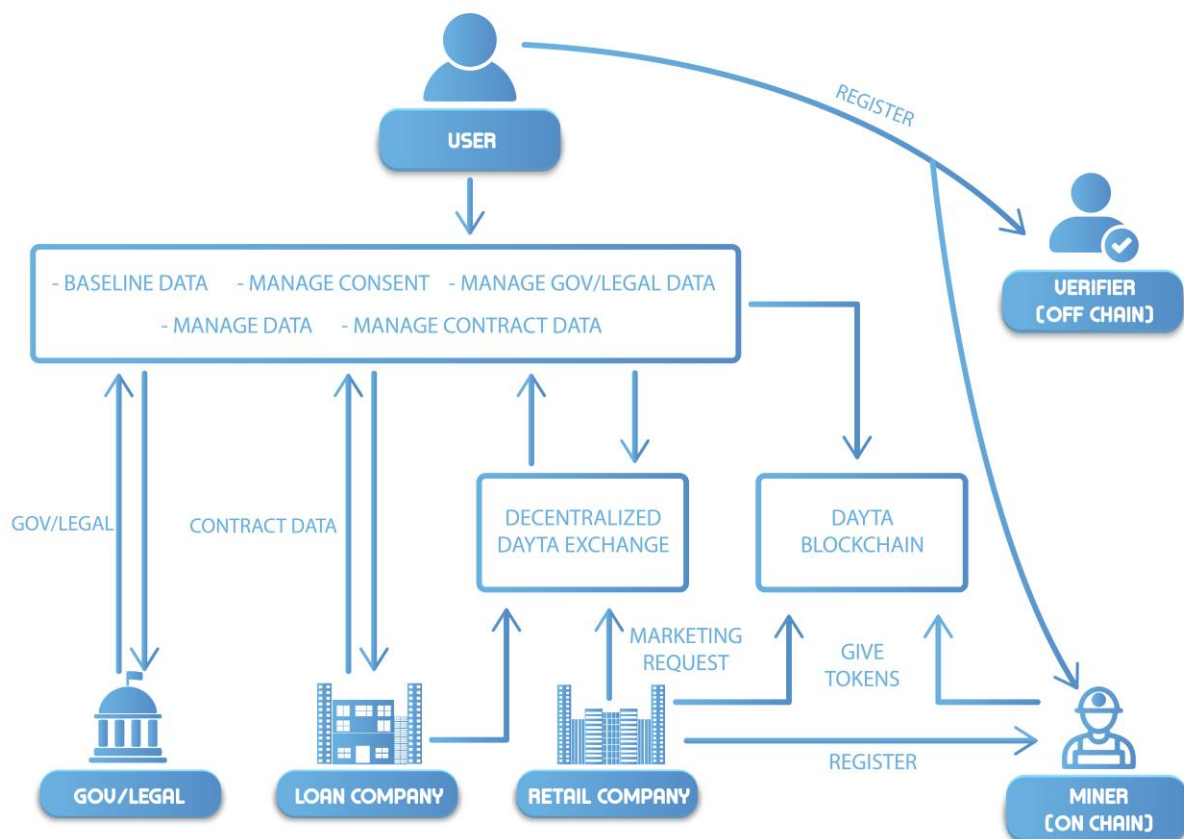 REGISTER
USER
VERIFIER
(OFF CHAIN)
- BASELINE DATA - MANAGE CONSENT - MANAGE GOV/LEGAL DATA
- MANAGE DATA - MANAGE CONTRACT DATA
GOV/LEGAL
CONTRACT DATA
DECENTRALIZED
DAYTA EXCHANGE
DAYTA
BLOCKCHAIN
MARKETING
REQUEST
GIVE
TOKENS
REGISTER
GOV/LEGAL
LOAN COMPANY
RETAIL COMPANY
MINER
(ON CHAIN)